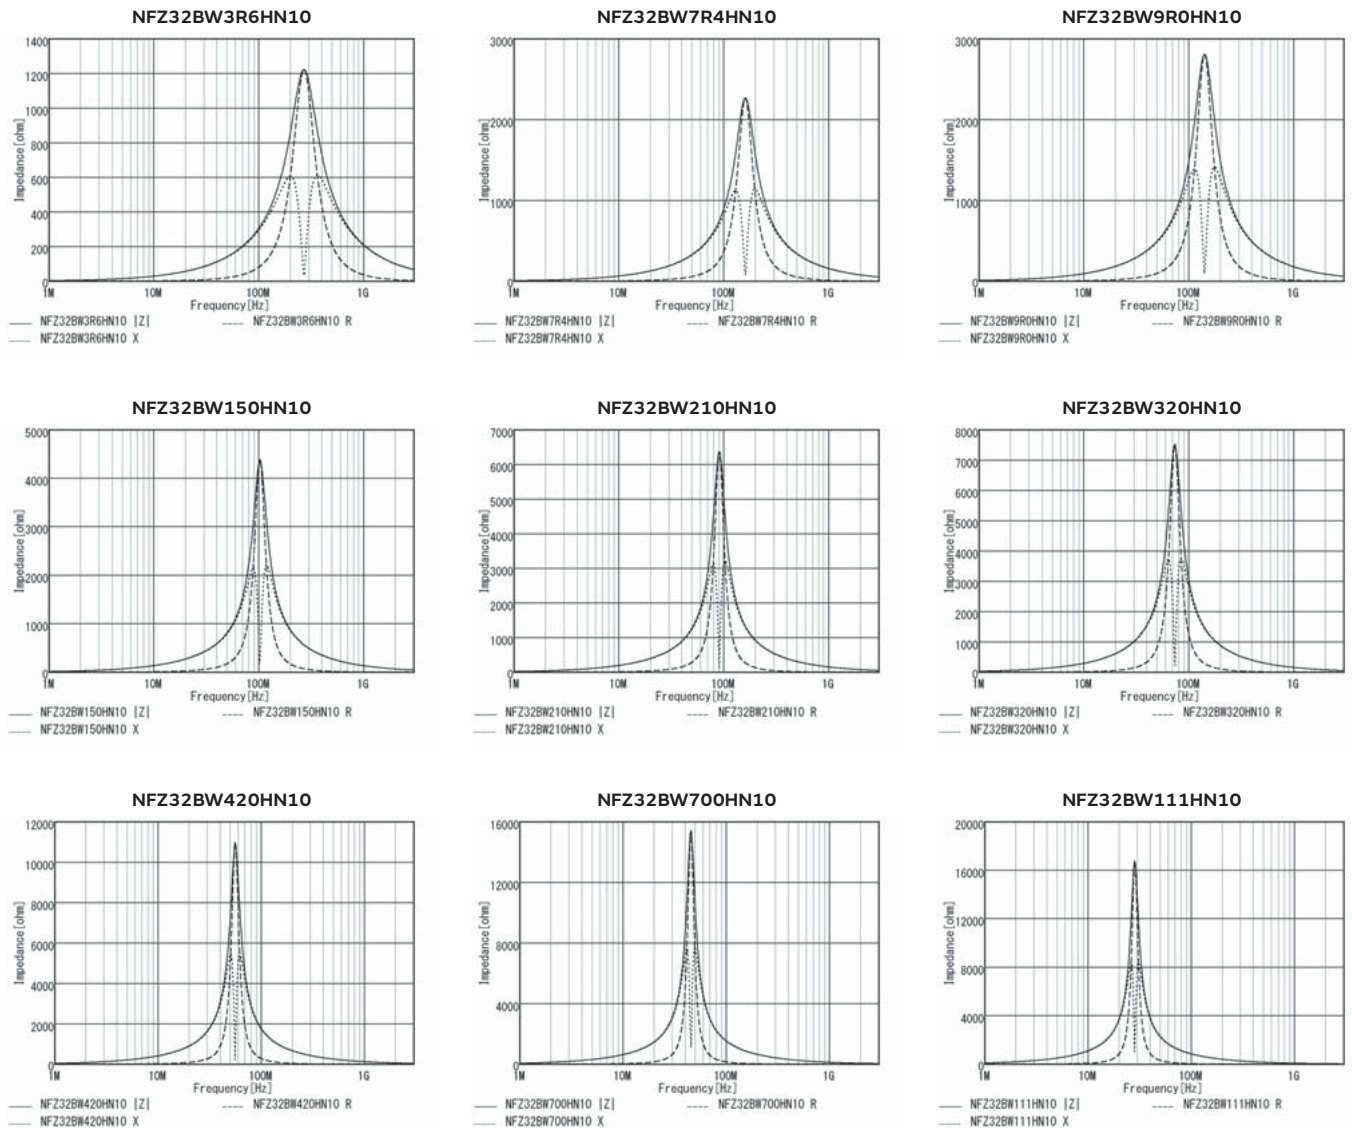 NFZ32BW3R6HN10
1400
1200
1000
800
600
400
200
0
Impedance[ohm]
1M 10M 100M 1G
Frequency[Hz]
NFZ32BW3R6HN10 |Z| NFZ32BW3R6HN10 R
NFZ32BW3R6HN10 X
NFZ32BW7R4HN10
3000
2000
1000
0
Impedance[ohm]
1M 10M 100M 1G
Frequency[Hz]
NFZ32BW7R4HN10 |Z| NFZ32BW7R4HN10 R
NFZ32BW7R4HN10 X
NFZ32BW9R0HN10
3000
2000
1000
0
Impedance[ohm]
1M 10M 100M 1G
Frequency[Hz]
NFZ32BW9R0HN10 |Z| NFZ32BW9R0HN10 R
NFZ32BW9R0HN10 X
NFZ32BW150HN10
5000
4000
3000
2000
1000
0
Impedance[ohm]
1M 10M 100M 1G
Frequency[Hz]
NFZ32BW150HN10 |Z| NFZ32BW150HN10 R
NFZ32BW150HN10 X
NFZ32BW210HN10
7000
6000
5000
4000
3000
2000
1000
0
Impedance[ohm]
1M 10M 100M 1G
Frequency[Hz]
NFZ32BW210HN10 |Z| NFZ32BW210HN10 R
NFZ32BW210HN10 X
NFZ32BW320HN10
8000
7000
6000
5000
4000
3000
2000
1000
0
Impedance[ohm]
1M 10M 100M 1G
Frequency[Hz]
NFZ32BW320HN10 |Z| NFZ32BW320HN10 R
NFZ32BW320HN10 X
NFZ32BW420HN10
12000
10000
8000
6000
4000
2000
0
Impedance[ohm]
1M 10M 100M 1G
Frequency[Hz]
NFZ32BW420HN10 |Z| NFZ32BW420HN10 R
NFZ32BW420HN10 X
NFZ32BW700HN10
16000
12000
8000
4000
0
Impedance[ohm]
1M 10M 100M 1G
Frequency[Hz]
NFZ32BW700HN10 |Z| NFZ32BW700HN10 R
NFZ32BW700HN10 X
NFZ32BW111HN10
20000
16000
12000
8000
4000
0
Impedance[ohm]
1M 10M 100M 1G
Frequency[Hz]
NFZ32BW111HN10 |Z| NFZ32BW111HN10 R
NFZ32BW111HN10 X